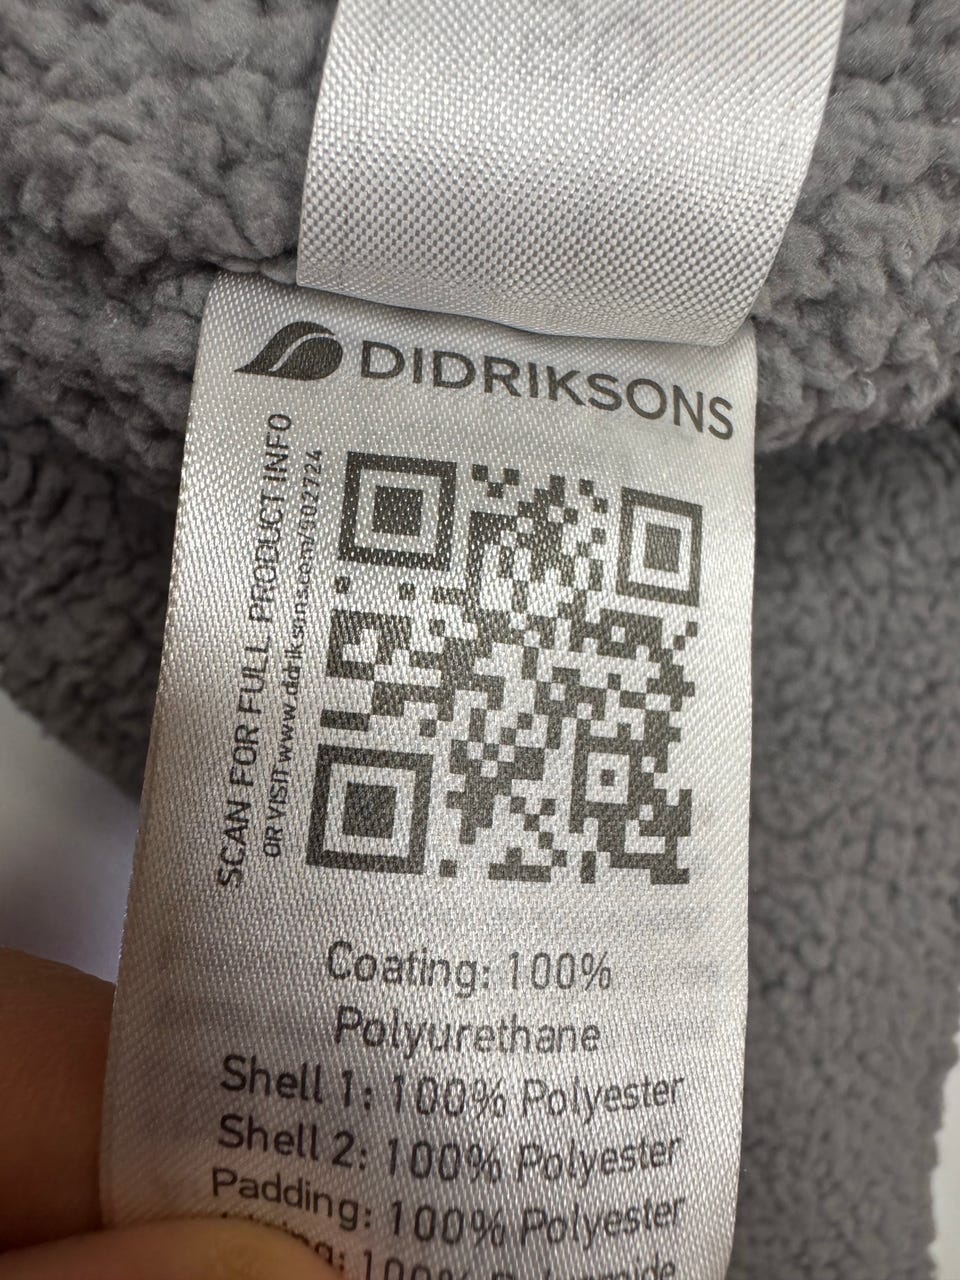 DIDRIKSONS
SCAN FOR FULL PRODUCT INFO
OR VISIT www.didriksons.com/502724
Coating: 100%
Polyurethane
Shell 1: 100% Polyester
Shell 2: 100% Polyester
Padding: 100% Polyester
100%